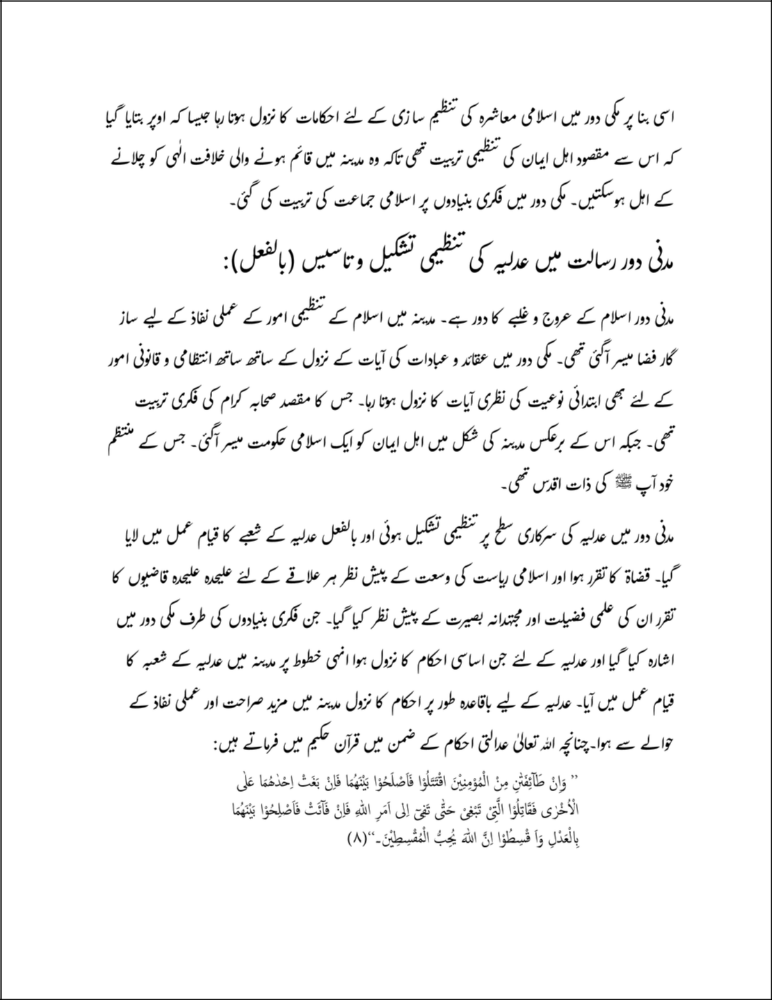 اسی بنا پر مکی دور میں اسلامی معاشرہ کی تنظیم سازی کے لئے احکامات کا نزول ہوتا رہا جیسا کہ اوپر بتایا گیا
کہ اس سے مقصود اہل ایمان کی تنظیمی تربیت تھی تاکہ وہ مدینہ میں قائم ہونے والی خلافت الٰہی کو چلانے
کے اہل ہوسکتیں۔ مکی دور میں فکری بنیادوں پر اسلامی جماعت کی تربیت کی گئی۔
مدنی دور رسالت میں عدلیہ کی تنظیمی تشکیل و تاسیس (بالفعل):
مدنی دور اسلام کے عروج و غلبے کا دور ہے۔ مدینہ میں اسلام کے تنظیمی امور کے عملی نفاذ کے لیے ساز
گار فضا میسر آگئی تھی۔ مکی دور میں عقائد و عبادات کی آیات کے نزول کے ساتھ ساتھ انتظامی و قانونی امور
کے لئے بھی ابتدائی نوعیت کی نظری آیات کا نزول ہوتا رہا۔ جس کا مقصد صحابہ کرام کی فکری تربیت
تھی۔ جبکہ اس کے برعکس مدینہ کی شکل میں اہل ایمان کو ایک اسلامی حکومت میسر آگئی۔ جس کے منتظم
خود آپ ﷺ کی ذات اقدس تھی۔
مدنی دور میں عدلیہ کی سرکاری سطح پر تنظیمی تشکیل ہوئی اور بالفعل عدلیہ کے شعبے کا قیام عمل میں لایا
گیا۔ قضاۃ کا تقرر ہوا اور اسلامی ریاست کی وسعت کے پیش نظر ہر علاقے کے لئے علیحدہ علیحدہ قاضیوں کا
تقرر ان کی علمی فضیلت اور مجتہدانہ بصیرت کے پیش نظر کیا گیا۔ جن فکری بنیادوں کی طرف مکی دور میں
اشارہ کیا گیا اور عدلیہ کے لئے جن اساسی احکام کا نزول ہوا انہی خطوط پر مدینہ میں عدلیہ کے شعبہ کا
قیام عمل میں آیا۔ عدلیہ کے لیے باقاعدہ طور پر احکام کا نزول مدینہ میں مزید صراحت اور عملی نفاذ کے
حوالے سے ہوا۔ چنانچہ اللہ تعالیٰ عدالتی احکام کے ضمن میں قرآن حکیم میں فرماتے ہیں:
’’ وَاِنْ طَآئِفَتٰنِ مِنْ الْمُؤْمِنِيْنَ اقْتَتَلُوْا فَاَصْلَحُوْا بَيْنَهُمَا فَاِنْ بَغَتْ اِحْدٰهُمَا عَلٰى
الْاُخْرٰى فَقَاتِلُوْا الَّتِيْ تَبْغِيْ حَتّٰى تَفِيْٓ اِلٰى اَمَرِ اللهِ فَاِنْ فَآئَتْ فَاَصْلِحُوْا بَيْنَهُمَا
بِالْعَدْلِ وَاَ قْسِطُوْا اِنَّ اللهَ يُحِبُّ الْمُقْسِطِيْنَ۔‘‘(۸)